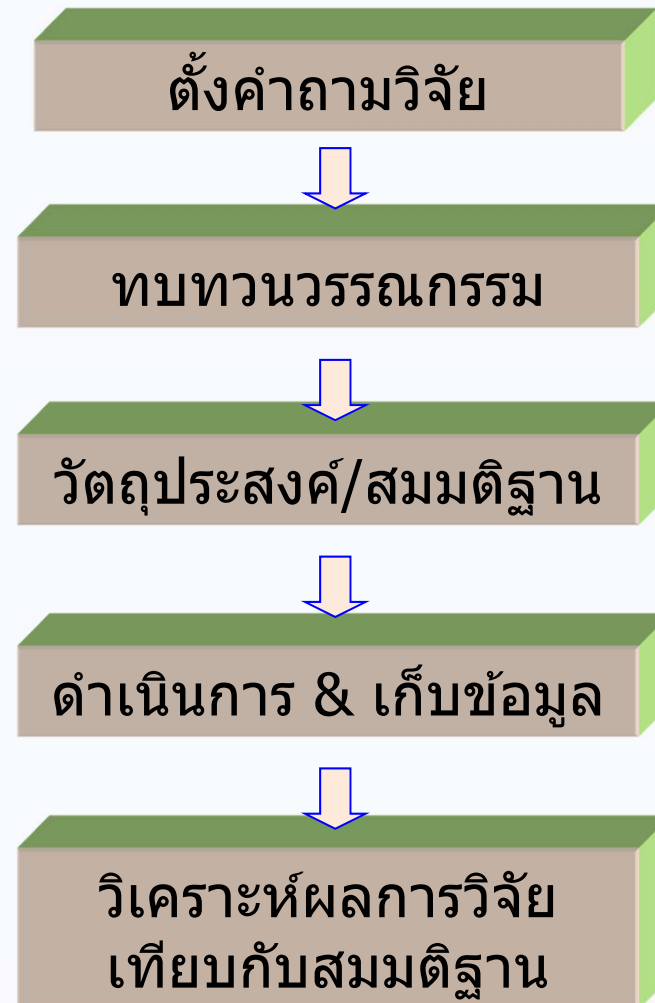 ตั้งคำถามวิจัย
ทบทวนวรรณกรรม
วัตถุประสงค์/สมมติฐาน
ดำเนินการ & เก็บข้อมูล
วิเคราะห์ผลการวิจัย
เทียบกับสมมติฐาน